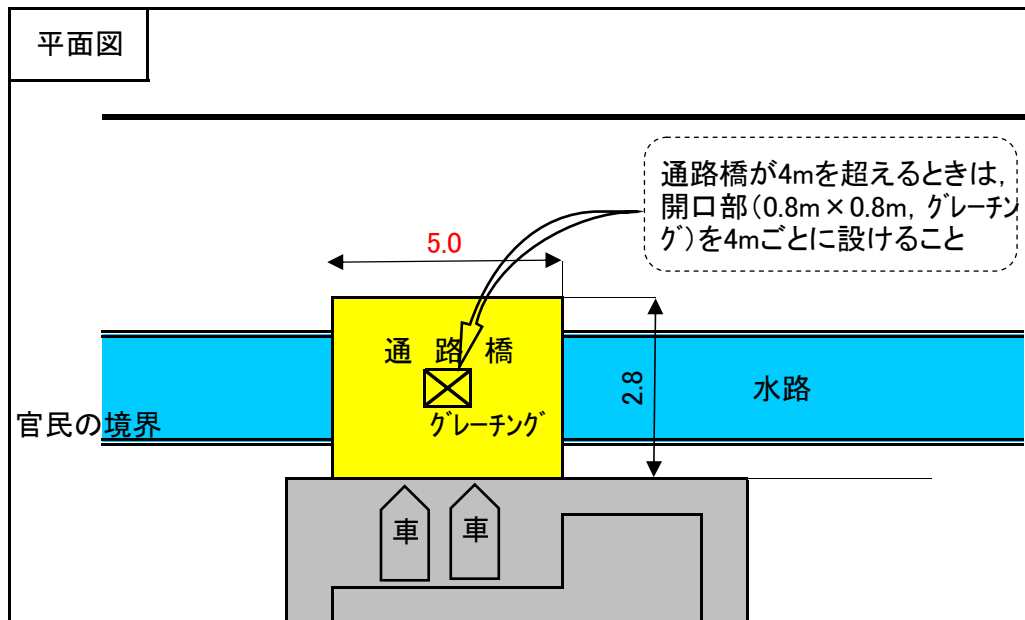 平面図
通路橋が4mを超えるときは,
開口部(0.8m×0.8m, グレーチン
グ)を4mごとに設けること
5.0
通路橋
2.8
水路
官民の境界
グレーチング
車
車